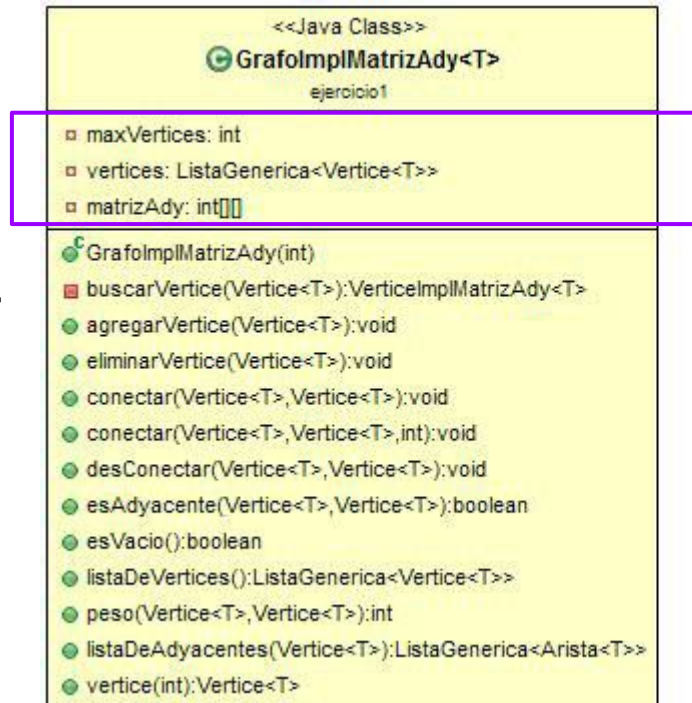 <<Java Class>>
GrafoImplMatrizAdy<T>
ejercicio1
maxVertices: int
vertices: ListaGenerica<Vertice<T>>
matrizAdy: int[][]
GrafoImplMatrizAdy(int)
buscarVertice(Vertice<T>):VerticeImplMatrizAdy<T>
agregarVertice(Vertice<T>):void
eliminarVertice(Vertice<T>):void
conectar(Vertice<T>,Vertice<T>):void
conectar(Vertice<T>,Vertice<T>,int):void
desConectar(Vertice<T>,Vertice<T>):void
esAdyacente(Vertice<T>,Vertice<T>):boolean
esVacio():boolean
listaDeVertices():ListaGenerica<Vertice<T>>
peso(Vertice<T>,Vertice<T>):int
listaDeAdyacentes(Vertice<T>):ListaGenerica<Arista<T>>
vertice(int):Vertice<T>